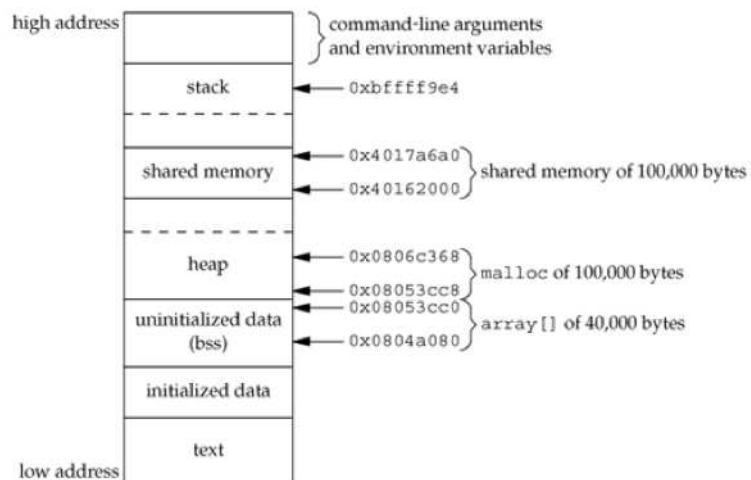 high address
command-line arguments
and environment variables
stack
0xbffff9e4
0x4017a6a0
shared memory
shared memory of 100,000 bytes
0x40162000
0x0806c368
heap
malloc of 100,000 bytes
0x08053cc8
0x08053cc0
uninitialized data
(bss)
array[] of 40,000 bytes
0x0804a080
initialized data
text
low address